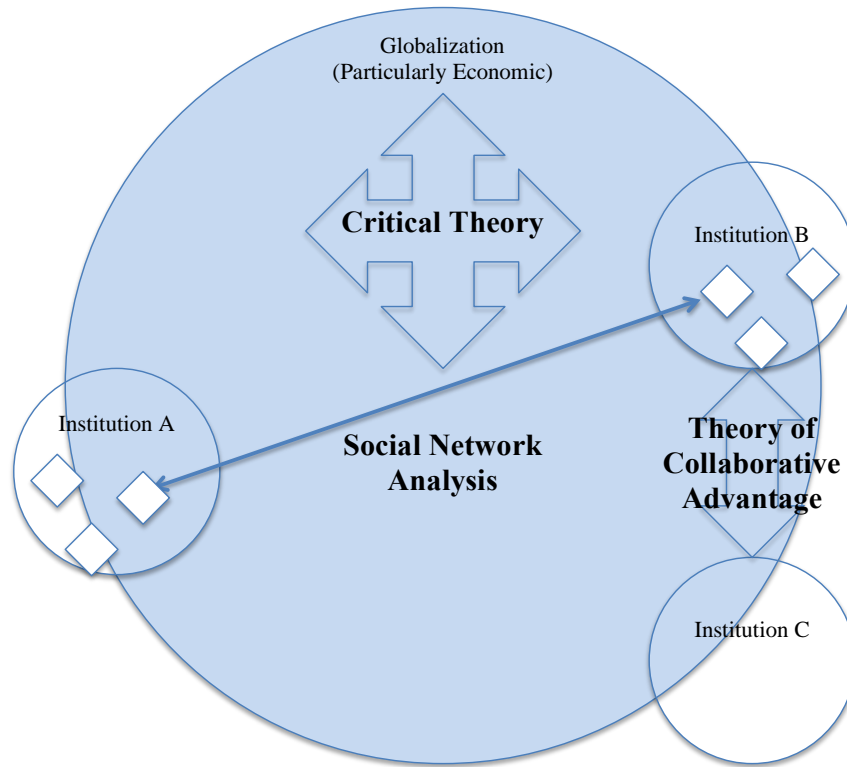 Globalization
(Particularly Economic)
Critical Theory
Institution B
Institution A
Social Network
Analysis
Theory of
Collaborative
Advantage
Institution C